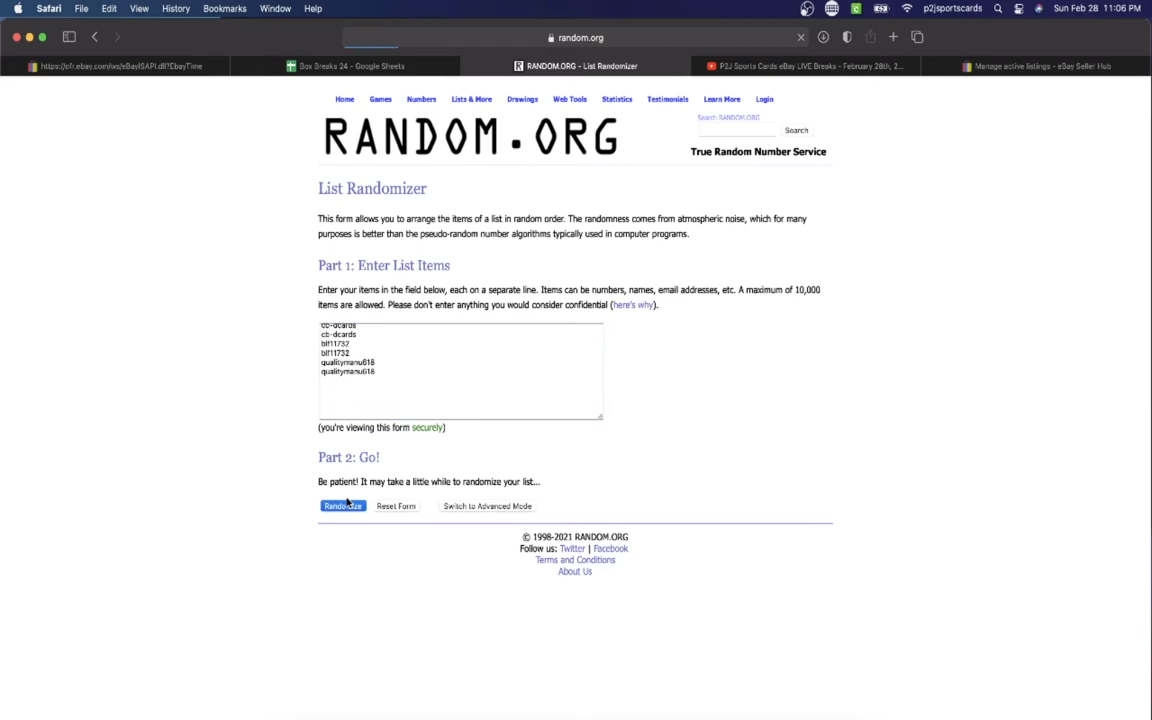 Safari File Edit View History Bookmarks Window Help p2jsportscards Sun Feb 28 11:06 PM
random.org
https://ofr.ebay.com/ws/eBayISAPI.dll?EbayTime
Box Breaks 24 - Google Sheets
RANDOM.ORG - List Randomizer
P2J Sports Cards eBay LIVE Breaks - February 28th, 2...
Manage active listings - eBay Seller Hub
Home Games Numbers Lists & More Drawings Web Tools Statistics Testimonials Learn More Login
RANDOM.ORG
Search RANDOM.ORG
Search
True Random Number Service
List Randomizer
This form allows you to arrange the items of a list in random order. The randomness comes from atmospheric noise, which for many
purposes is better than the pseudo-random number algorithms typically used in computer programs.
Part 1: Enter List Items
Enter your items in the field below, each on a separate line. Items can be numbers, names, email addresses, etc. A maximum of 10,000
items are allowed. Please don't enter anything you would consider confidential (here's why).
cb-dcards
cb-dcards
blf11732
blf11732
qualitymanu618
qualitymanu618
(you're viewing this form securely)
Part 2: Go!
Be patient! It may take a little while to randomize your list...
Randomize Reset Form Switch to Advanced Mode
© 1998-2021 RANDOM.ORG
Follow us: Twitter | Facebook
Terms and Conditions
About Us